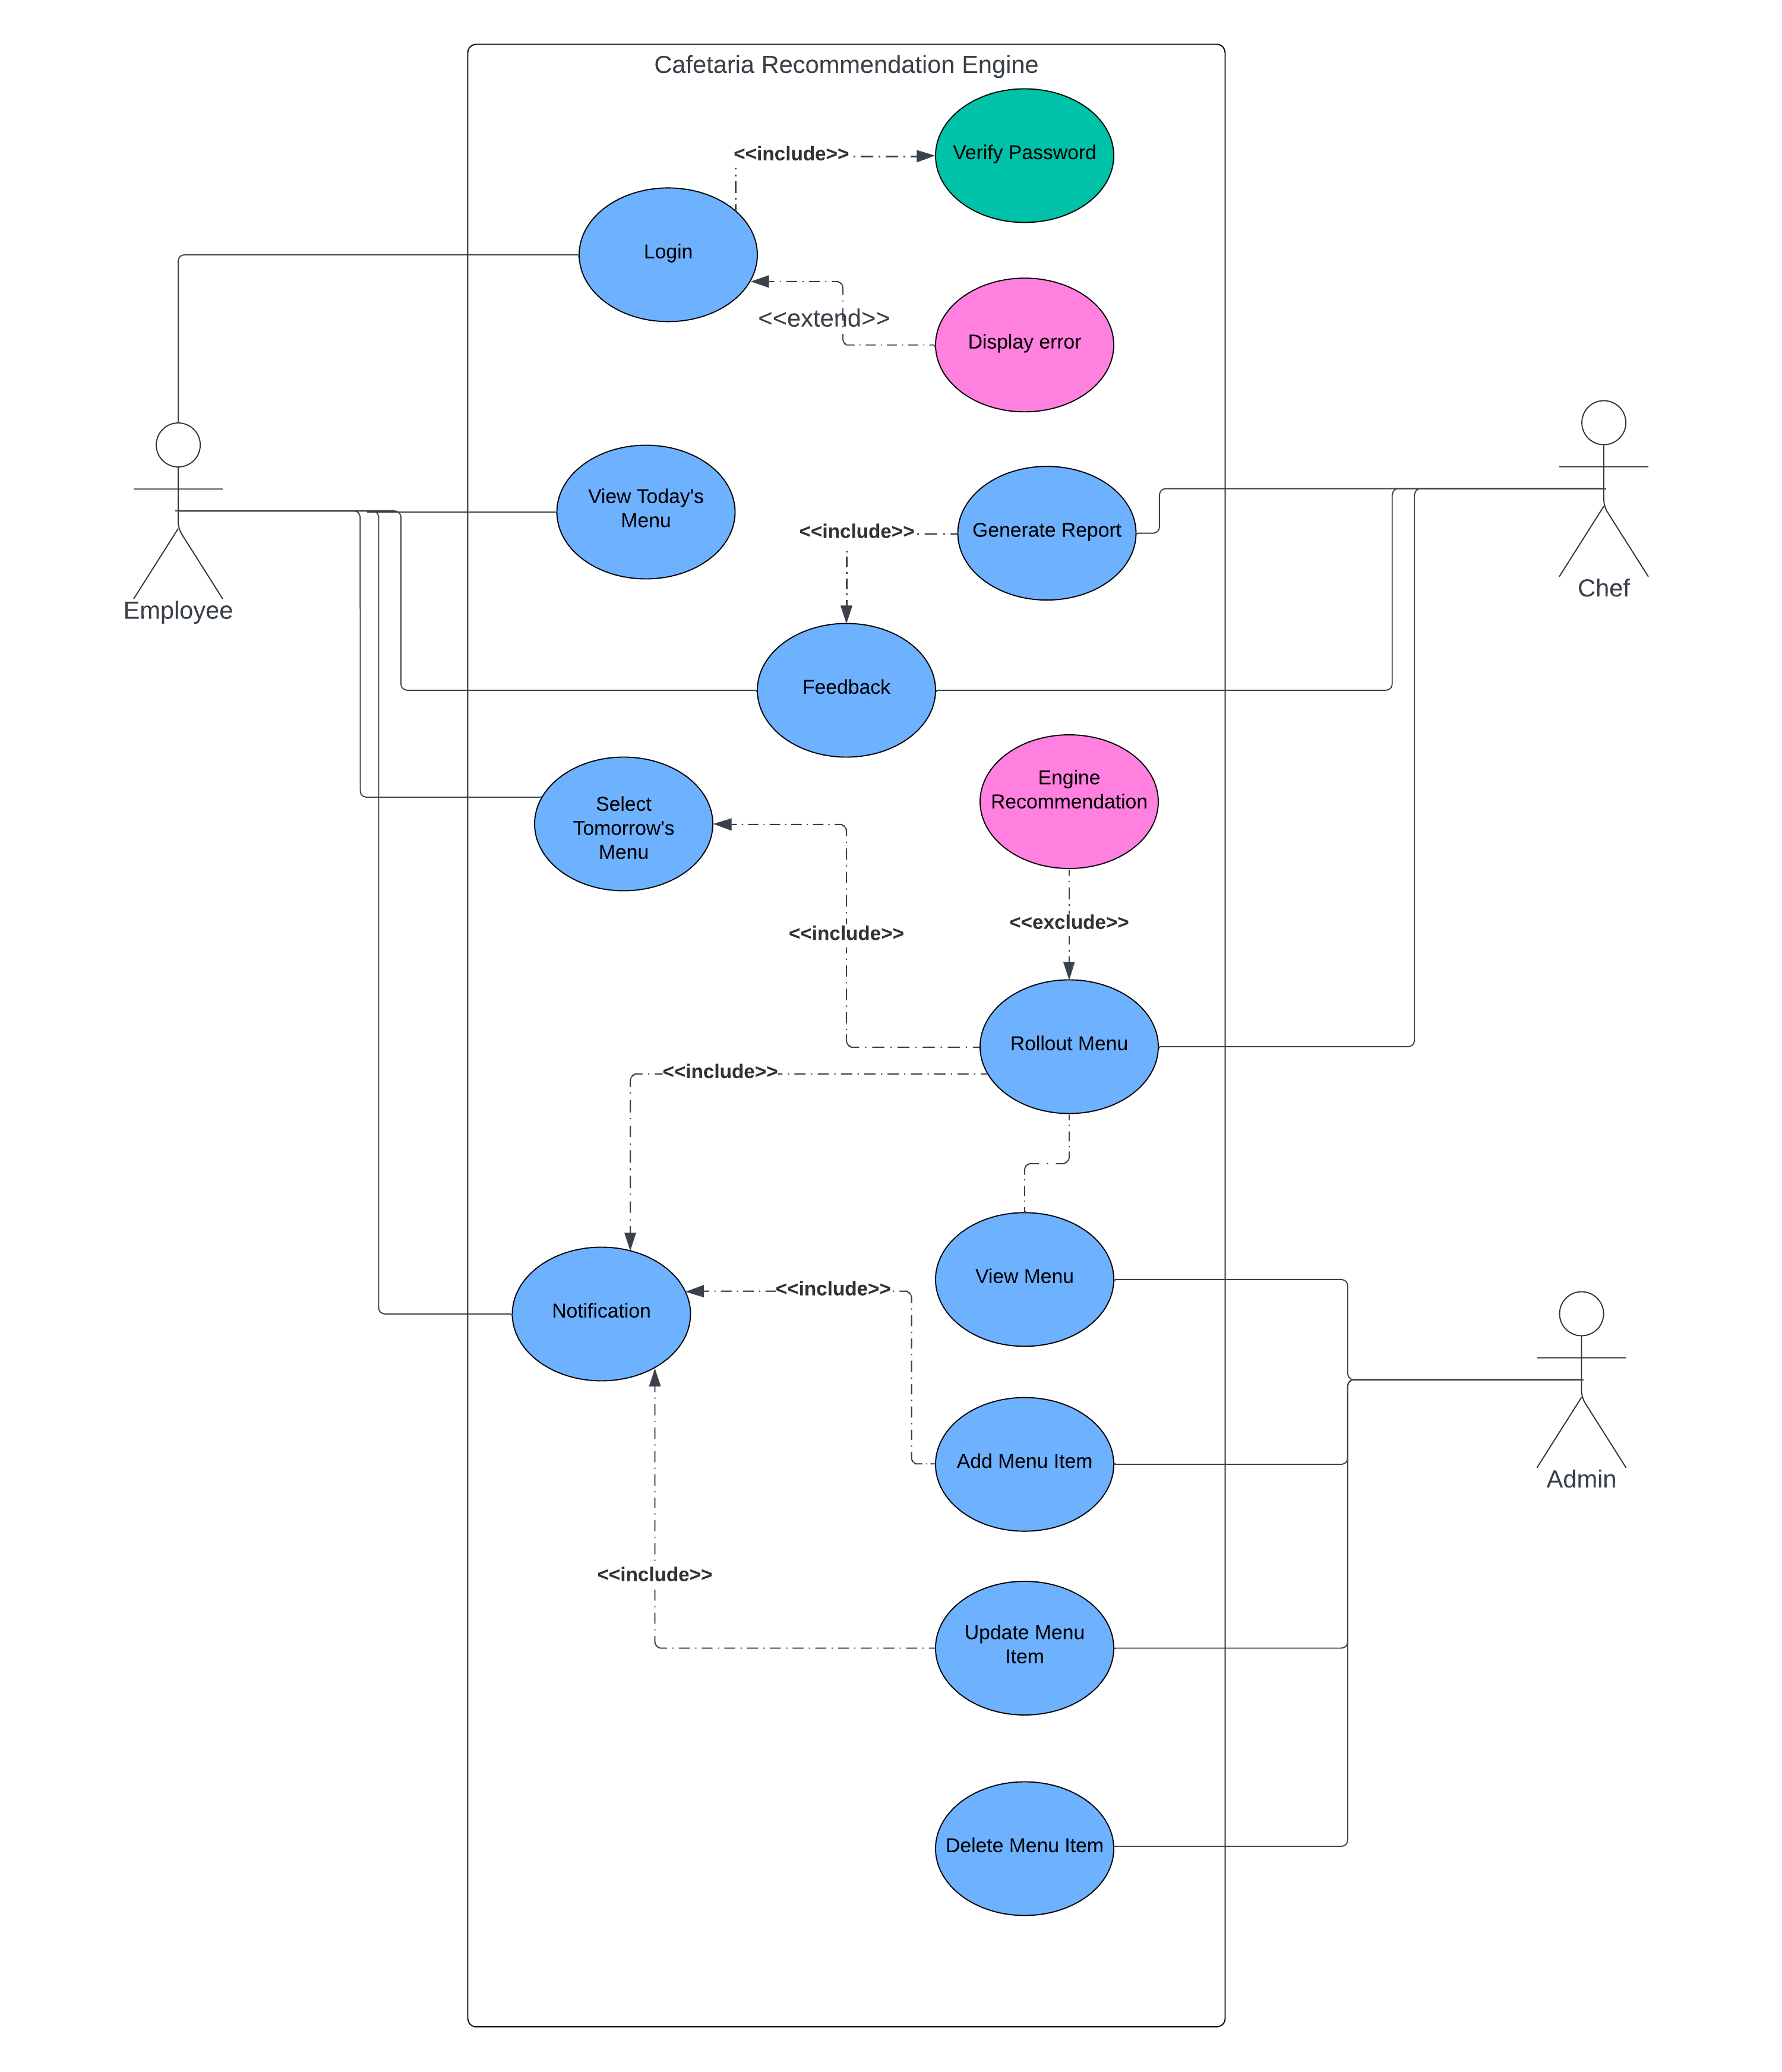 Cafetaria Recommendation Engine
<<include>>
Verify Password
Login
<<extend>>
Display error
View Today's
Menu
<<include>>
Generate Report
Employee
Chef
Feedback
Engine
Recommendation
Select
Tomorrow's
Menu
<<include>>
<<exclude>>
Rollout Menu
<<include>>
View Menu
<<include>>
Notification
Add Menu Item
Admin
<<include>>
Update Menu
Item
Delete Menu Item